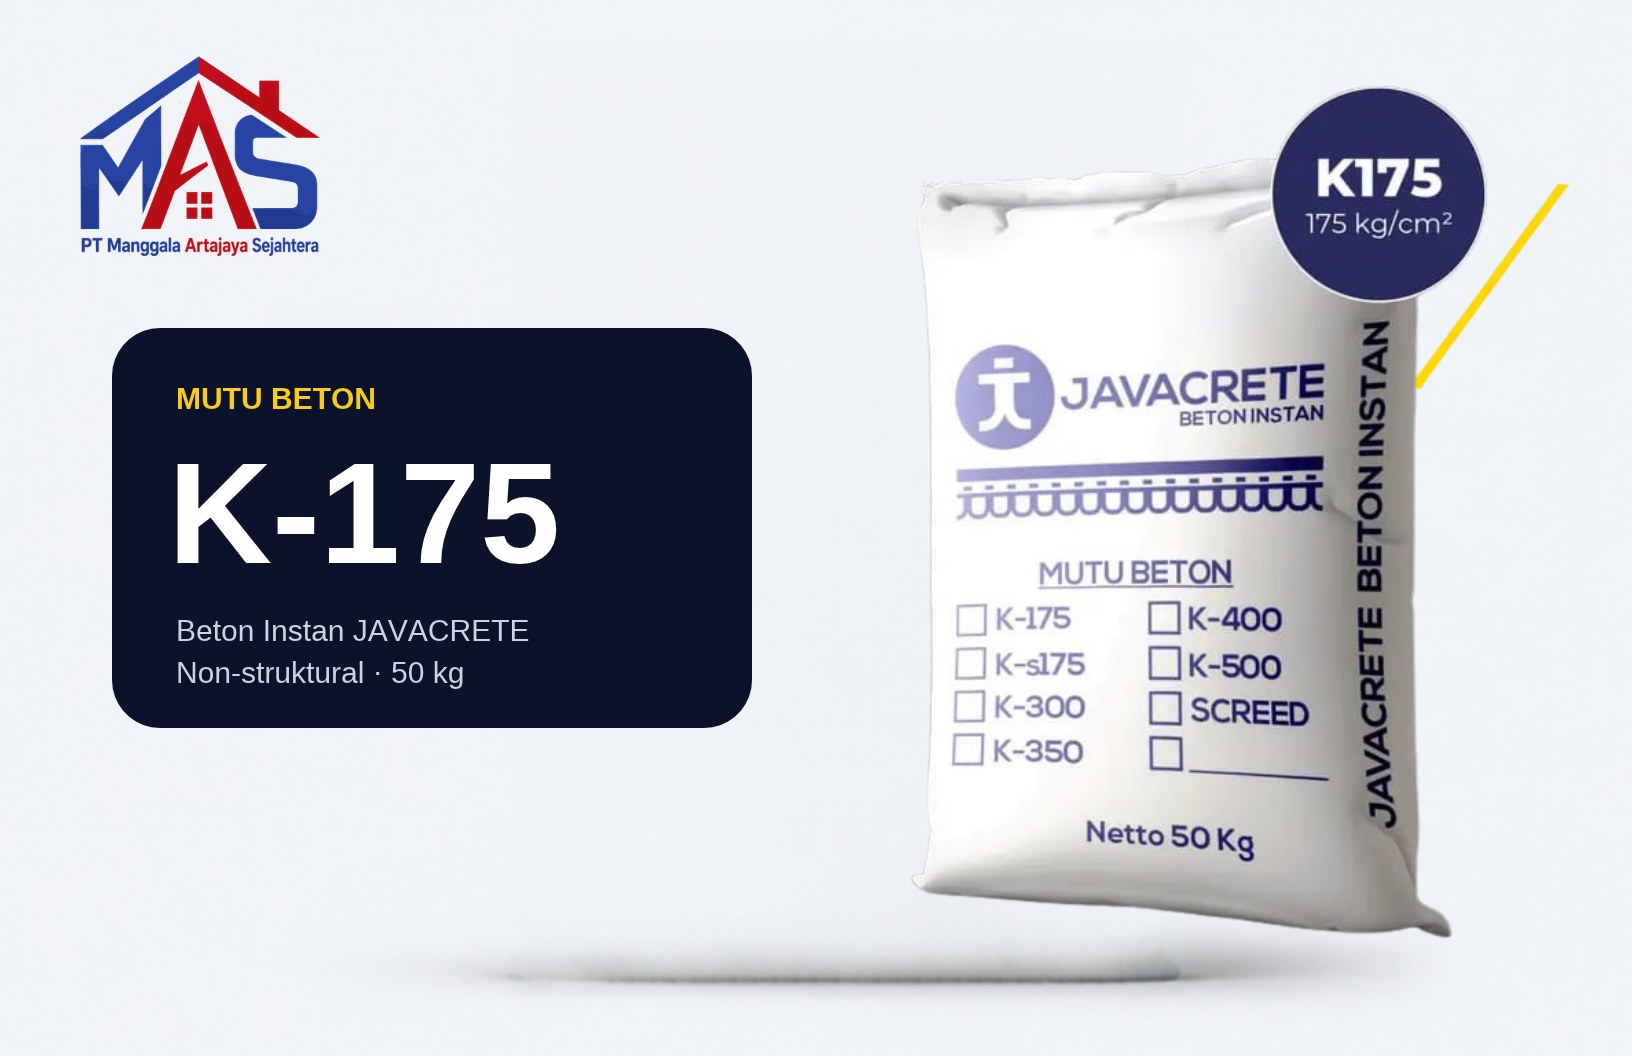 MAS
PT Manggala Artajaya Sejahtera
MUTU BETON
K-175
Beton Instan JAVACRETE
Non-struktural · 50 kg
K175
175 kg/cm²
JAVACRETE
BETON INSTAN
MUTU BETON
K-175
K-s175
K-300
K-350
K-400
K-500
SCREED
Netto 50 Kg
JAVACRETE BETON INSTAN